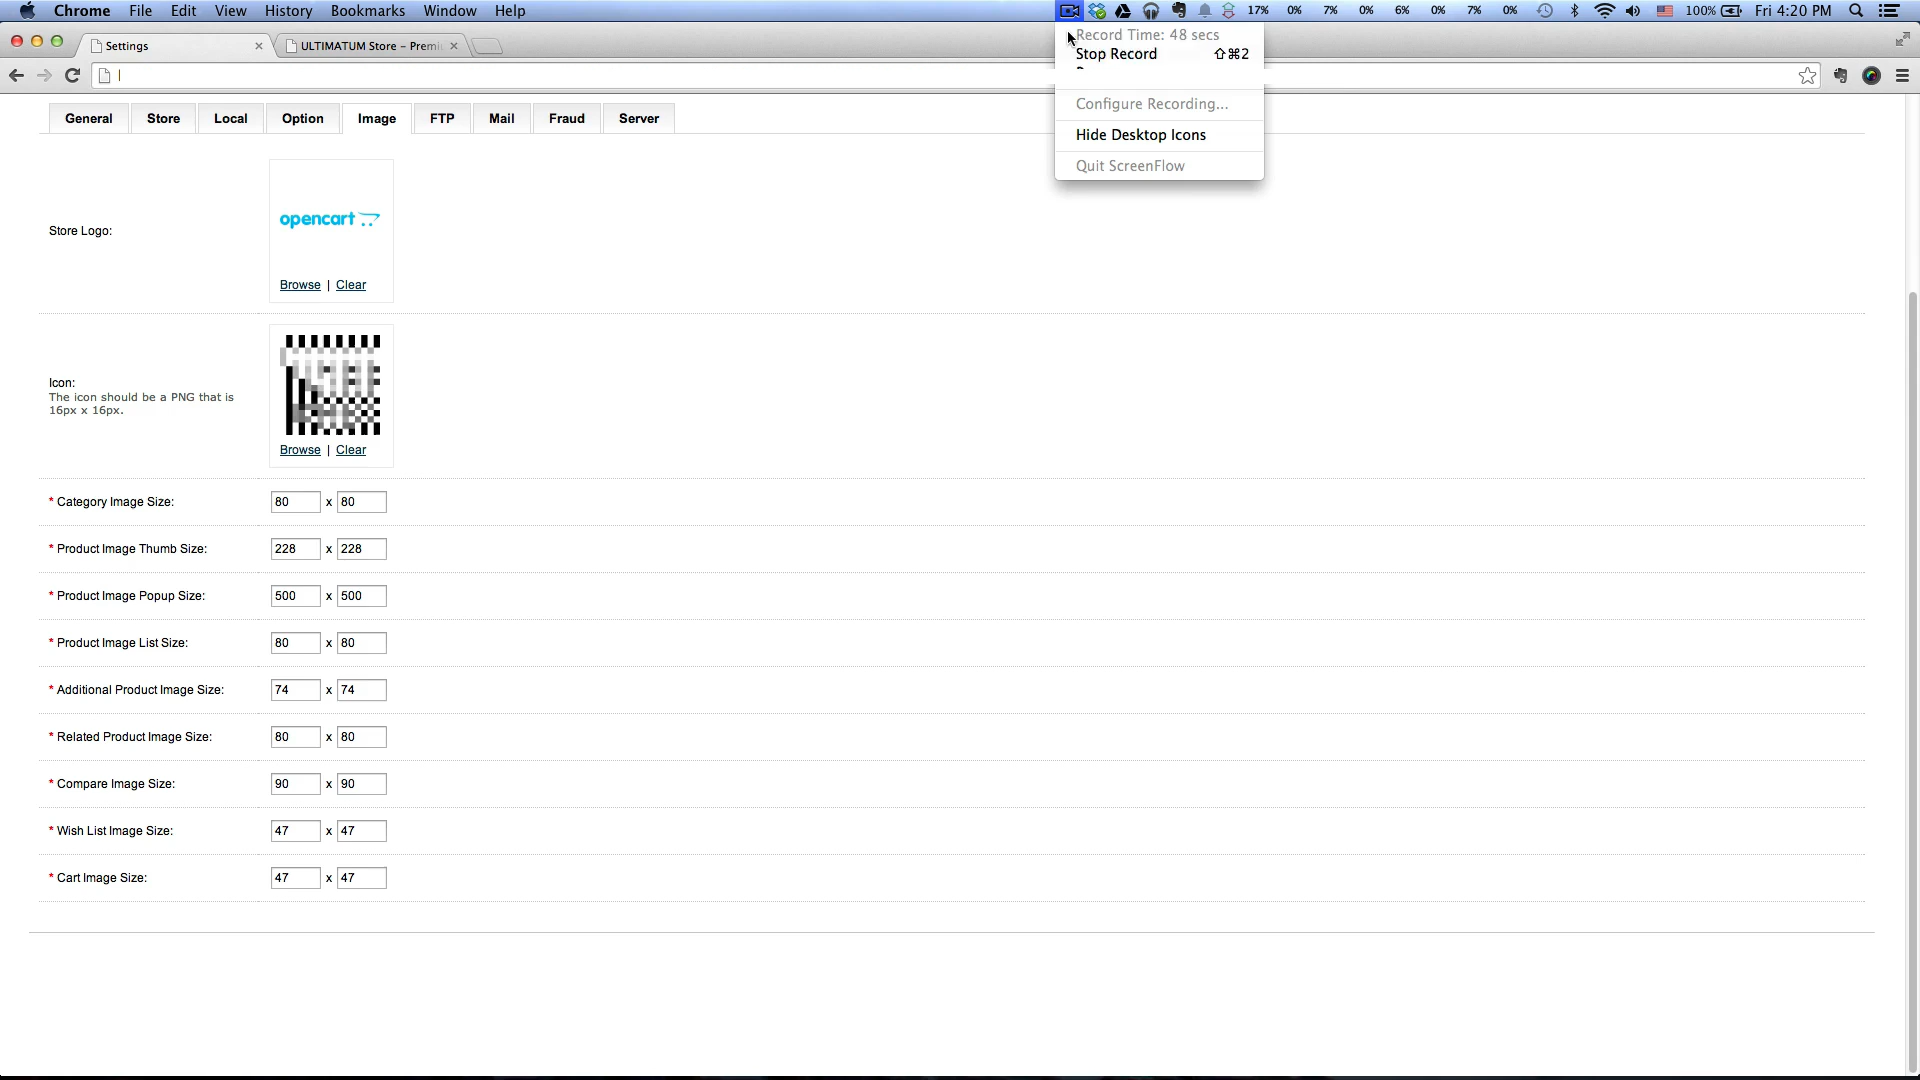 Chrome File Edit View History Bookmarks Window Help 17% 0% 7% 0% 6% 0% 7% 0% 100% Fri 4:20 PM
Settings ULTIMATUM Store – Premi
Record Time: 48 secs
Stop Record ⇧⌘2
Configure Recording...
Hide Desktop Icons
Quit ScreenFlow
General Store Local Option Image FTP Mail Fraud Server
Store Logo:
opencart
Browse | Clear
Icon:
The icon should be a PNG that is
16px x 16px.
Browse | Clear
* Category Image Size: 80 x 80
* Product Image Thumb Size: 228 x 228
* Product Image Popup Size: 500 x 500
* Product Image List Size: 80 x 80
* Additional Product Image Size: 74 x 74
* Related Product Image Size: 80 x 80
* Compare Image Size: 90 x 90
* Wish List Image Size: 47 x 47
* Cart Image Size: 47 x 47